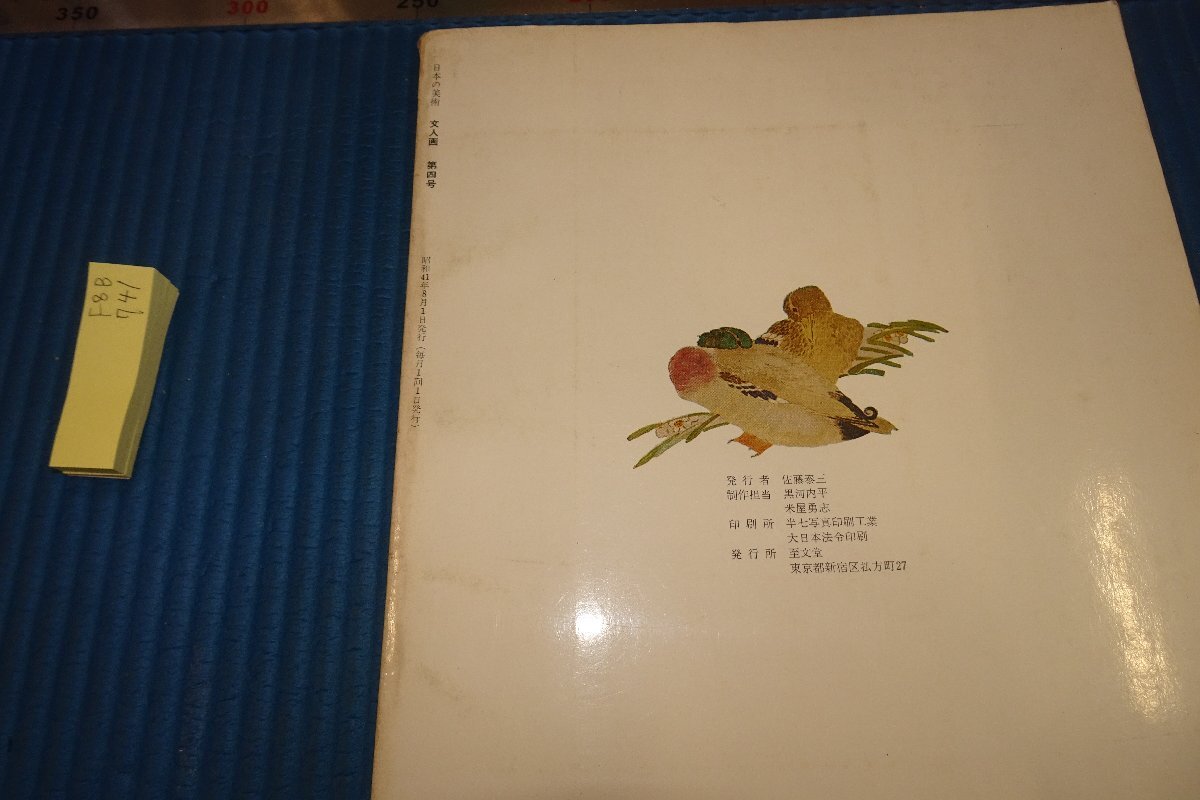 350
300
250
日本の美術 文人画 第四号
昭和41年8月1日発行(毎月1回1日発行)
F8B
741
発行者 佐藤泰三
制作担当 黒河内平
米屋勇志
印刷所 半七写真印刷工業
大日本法令印刷
発行所 至文堂
東京都新宿区払方町27